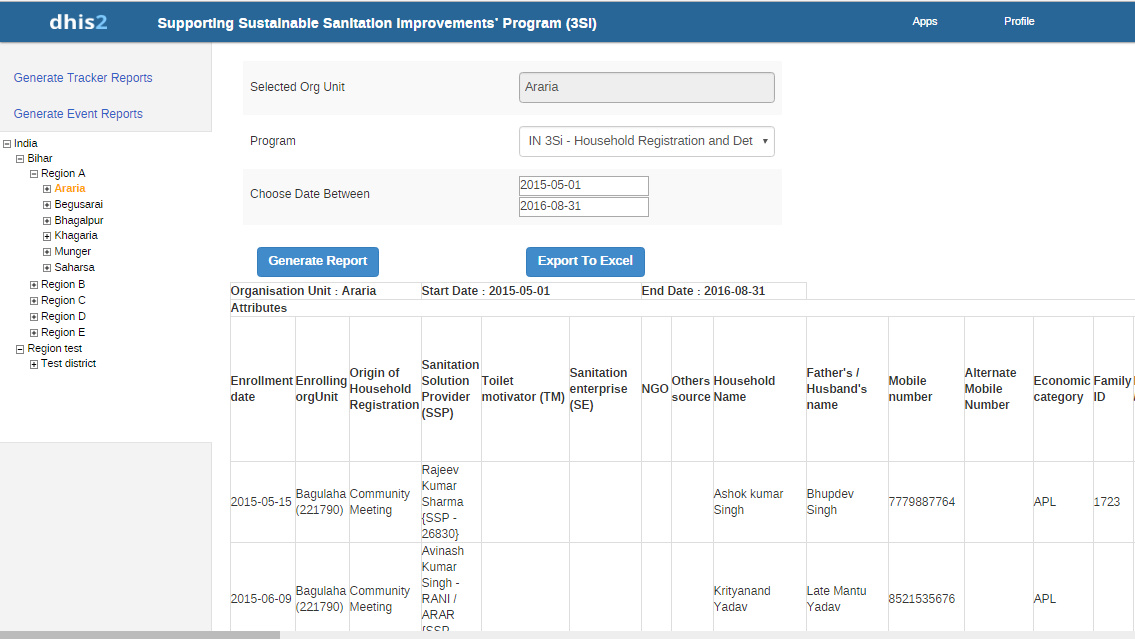 dhis2
Supporting Sustainable Sanitation Improvements' Program (3SI)
Apps
Profile
Generate Tracker Reports
Generate Event Reports
India
Bihar
Region A
Araria
Begusarai
Bhagalpur
Khagaria
Munger
Saharsa
Region B
Region C
Region D
Region E
Region test
Test district
Selected Org Unit
Araria
Program
IN 3Si - Household Registration and Det
Choose Date Between
2015-05-01
2016-08-31
Generate Report
Export To Excel
Organisation Unit : Araria
Start Date : 2015-05-01
End Date : 2016-08-31
Attributes
Enrollment
date
Enrolling
orgUnit
Origin of
Household
Registration
Sanitation
Solution
Provider
(SSP)
Toilet
motivator (TM)
Sanitation
enterprise
(SE)
NGO
Others
source
Household
Name
Father's /
Husband's
name
Mobile
number
Alternate
Mobile
Number
Economic
category
Family
ID
2015-05-15
Bagulaha
(221790)
Community
Meeting
Rajeev
Kumar
Sharma
{SSP -
26830}
Ashok kumar
Singh
Bhupdev
Singh
7779887764
APL
1723
2015-06-09
Bagulaha
(221790)
Community
Meeting
Avinash
Kumar
Singh -
RANI /
ARAR
{SSP
Krityanand
Yadav
Late Mantu
Yadav
8521535676
APL